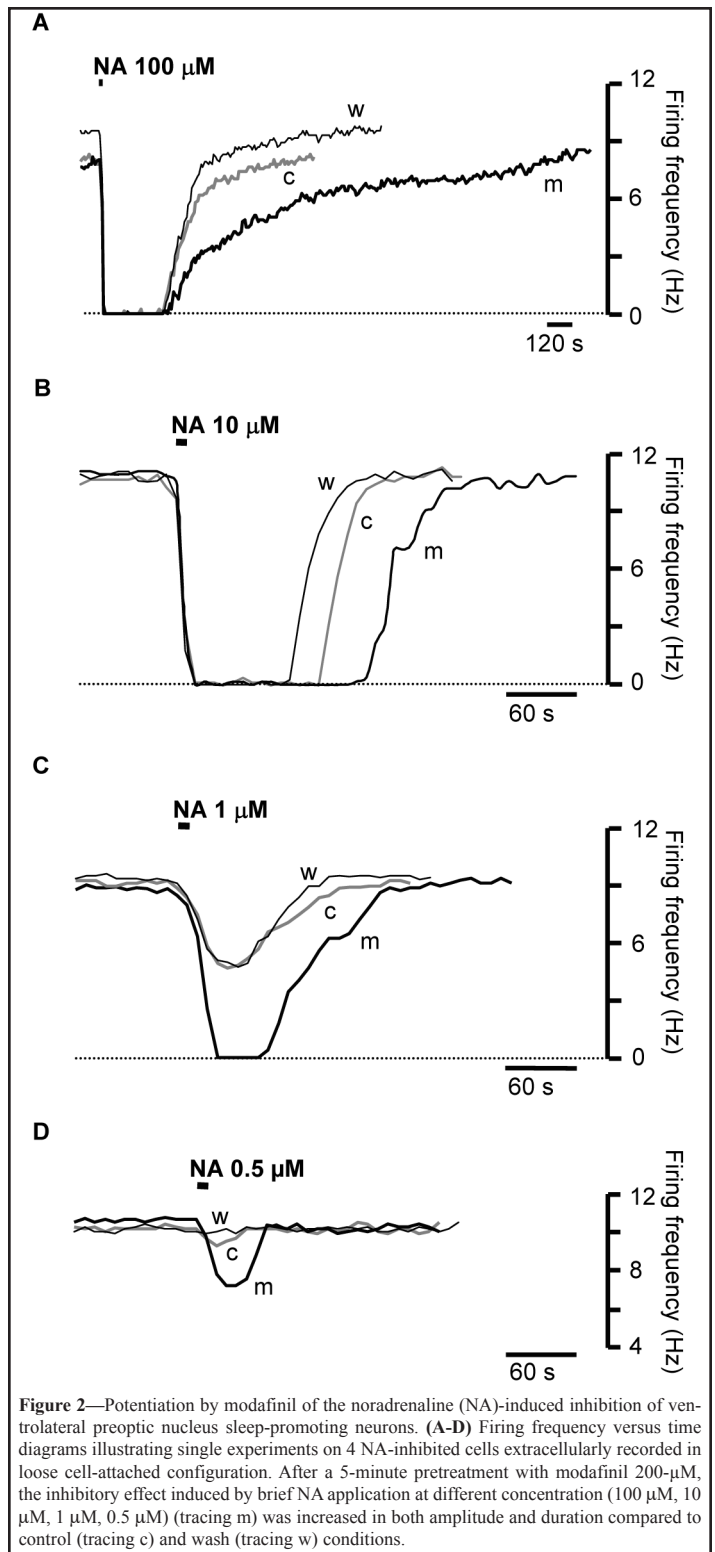 A
NA 100 μM
12
w
c
m
6
0
Firing frequency (Hz)
120 s
B
NA 10 μM
12
w
c
m
6
0
Firing frequency (Hz)
60 s
C
NA 1 μM
12
w
c
m
6
0
Firing frequency (Hz)
60 s
D
NA 0.5 μM
12
w
c
m
8
4
Firing frequency (Hz)
60 s
Figure 2—Potentiation by modafinil of the noradrenaline (NA)-induced inhibition of ven-
trolateral preoptic nucleus sleep-promoting neurons. (A-D) Firing frequency versus time
diagrams illustrating single experiments on 4 NA-inhibited cells extracellularly recorded in
loose cell-attached configuration. After a 5-minute pretreatment with modafinil 200-μM,
the inhibitory effect induced by brief NA application at different concentration (100 μM, 10
μM, 1 μM, 0.5 μM) (tracing m) was increased in both amplitude and duration compared to
control (tracing c) and wash (tracing w) conditions.